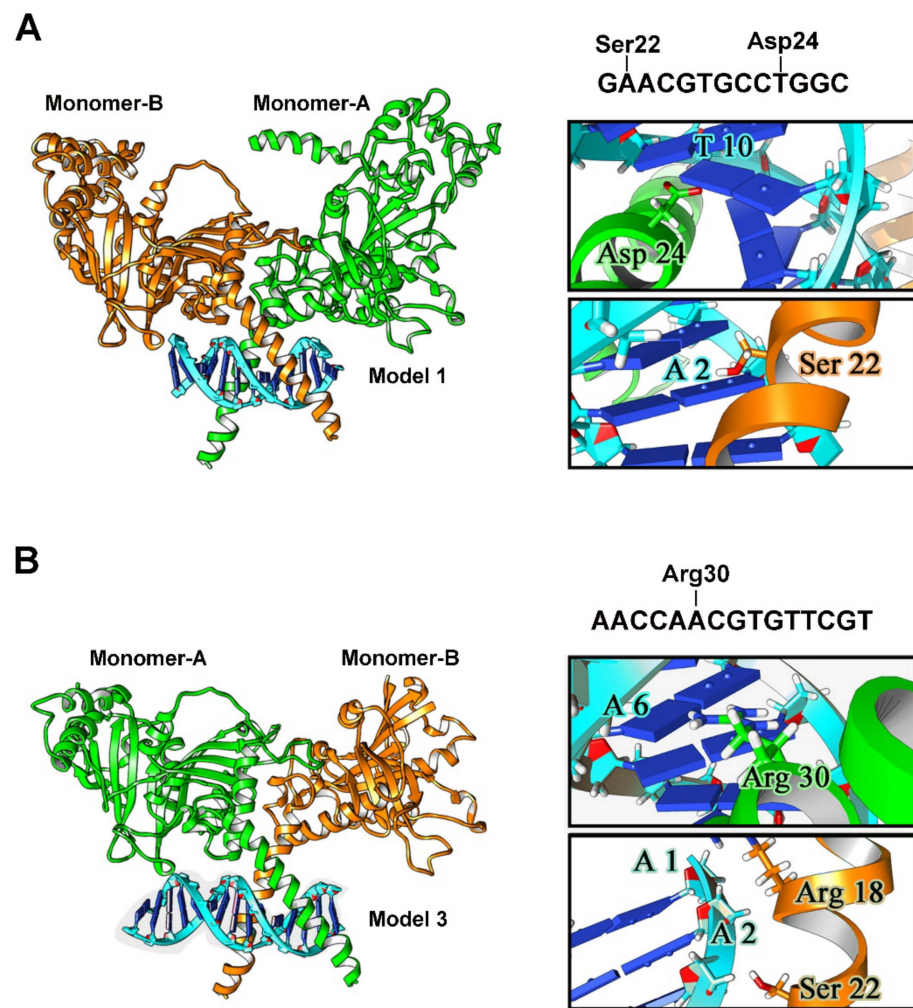 A
Ser22
Asp24
GAACGTGCCTGGC
Monomer-B
Monomer-A
T 10
Asp 24
A 2
Ser 22
Model 1
B
Arg30
AACCAACGTGTTCGT
Monomer-A
Monomer-B
A 6
Arg 30
A 1
Arg 18
A 2
Ser 22
Model 3